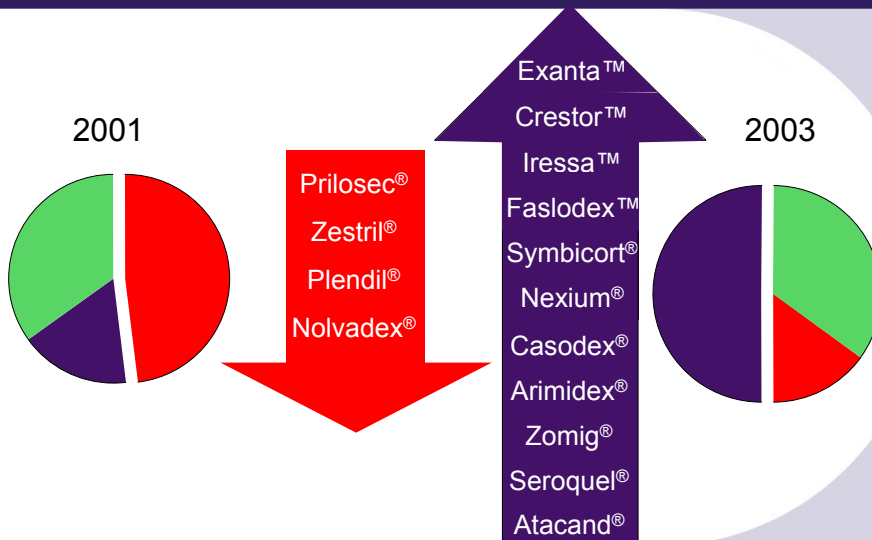 2001
Prilosec®
Zestril®
Plendil®
Nolvadex®
Exanta™
Crestor™
Iressa™
Faslodex™
Symbicort®
Nexium®
Casodex®
Arimidex®
Zomig®
Seroquel®
Atacand®
2003